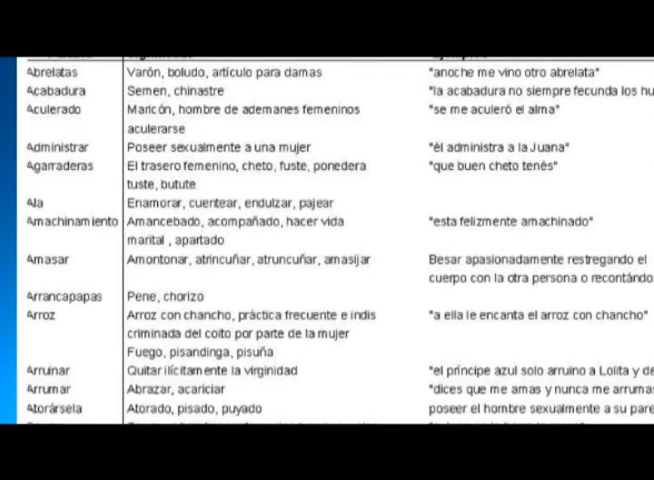 Abrelatas Varón, boludo, artículo para damas "anoche me vino otro abrelata"
Acabadura Semen, chinastre "la acabadura no siempre fecunda los hu
Aculerado Maricón, hombre de ademanes femeninos "se me aculeró el alma"
aculerarse
Administrar Poseer sexualmente a una mujer "él administra a la Juana"
Agarraderas El trasero femenino, cheto, fuste, ponedera "que buen cheto tenés"
tuste, butute
Ala Enamorar, cuentear, endulzar, pajear
Amachinamiento Amancebado, acompañado, hacer vida "esta felizmente amachinado"
marital , apartado
Amasar Amontonar, atrincuñar, atruncuñar, amasijar Besar apasionadamente restregando el
cuerpo con la otra persona o recontándo
Arrancapapas Pene, chorizo
Arroz Arroz con chancho, práctica frecuente e indis "a ella le encanta el arroz con chancho"
criminada del coito por parte de la mujer
Fuego, pisandinga, pisuña
Arruinar Quitar ilícitamente la virginidad "el príncipe azul solo arruino a Lolita y de
Arrumar Abrazar, acariciar "dices que me amas y nunca me arrumas
Atorársela Atorado, pisado, puyado poseer el hombre sexualmente a su pare